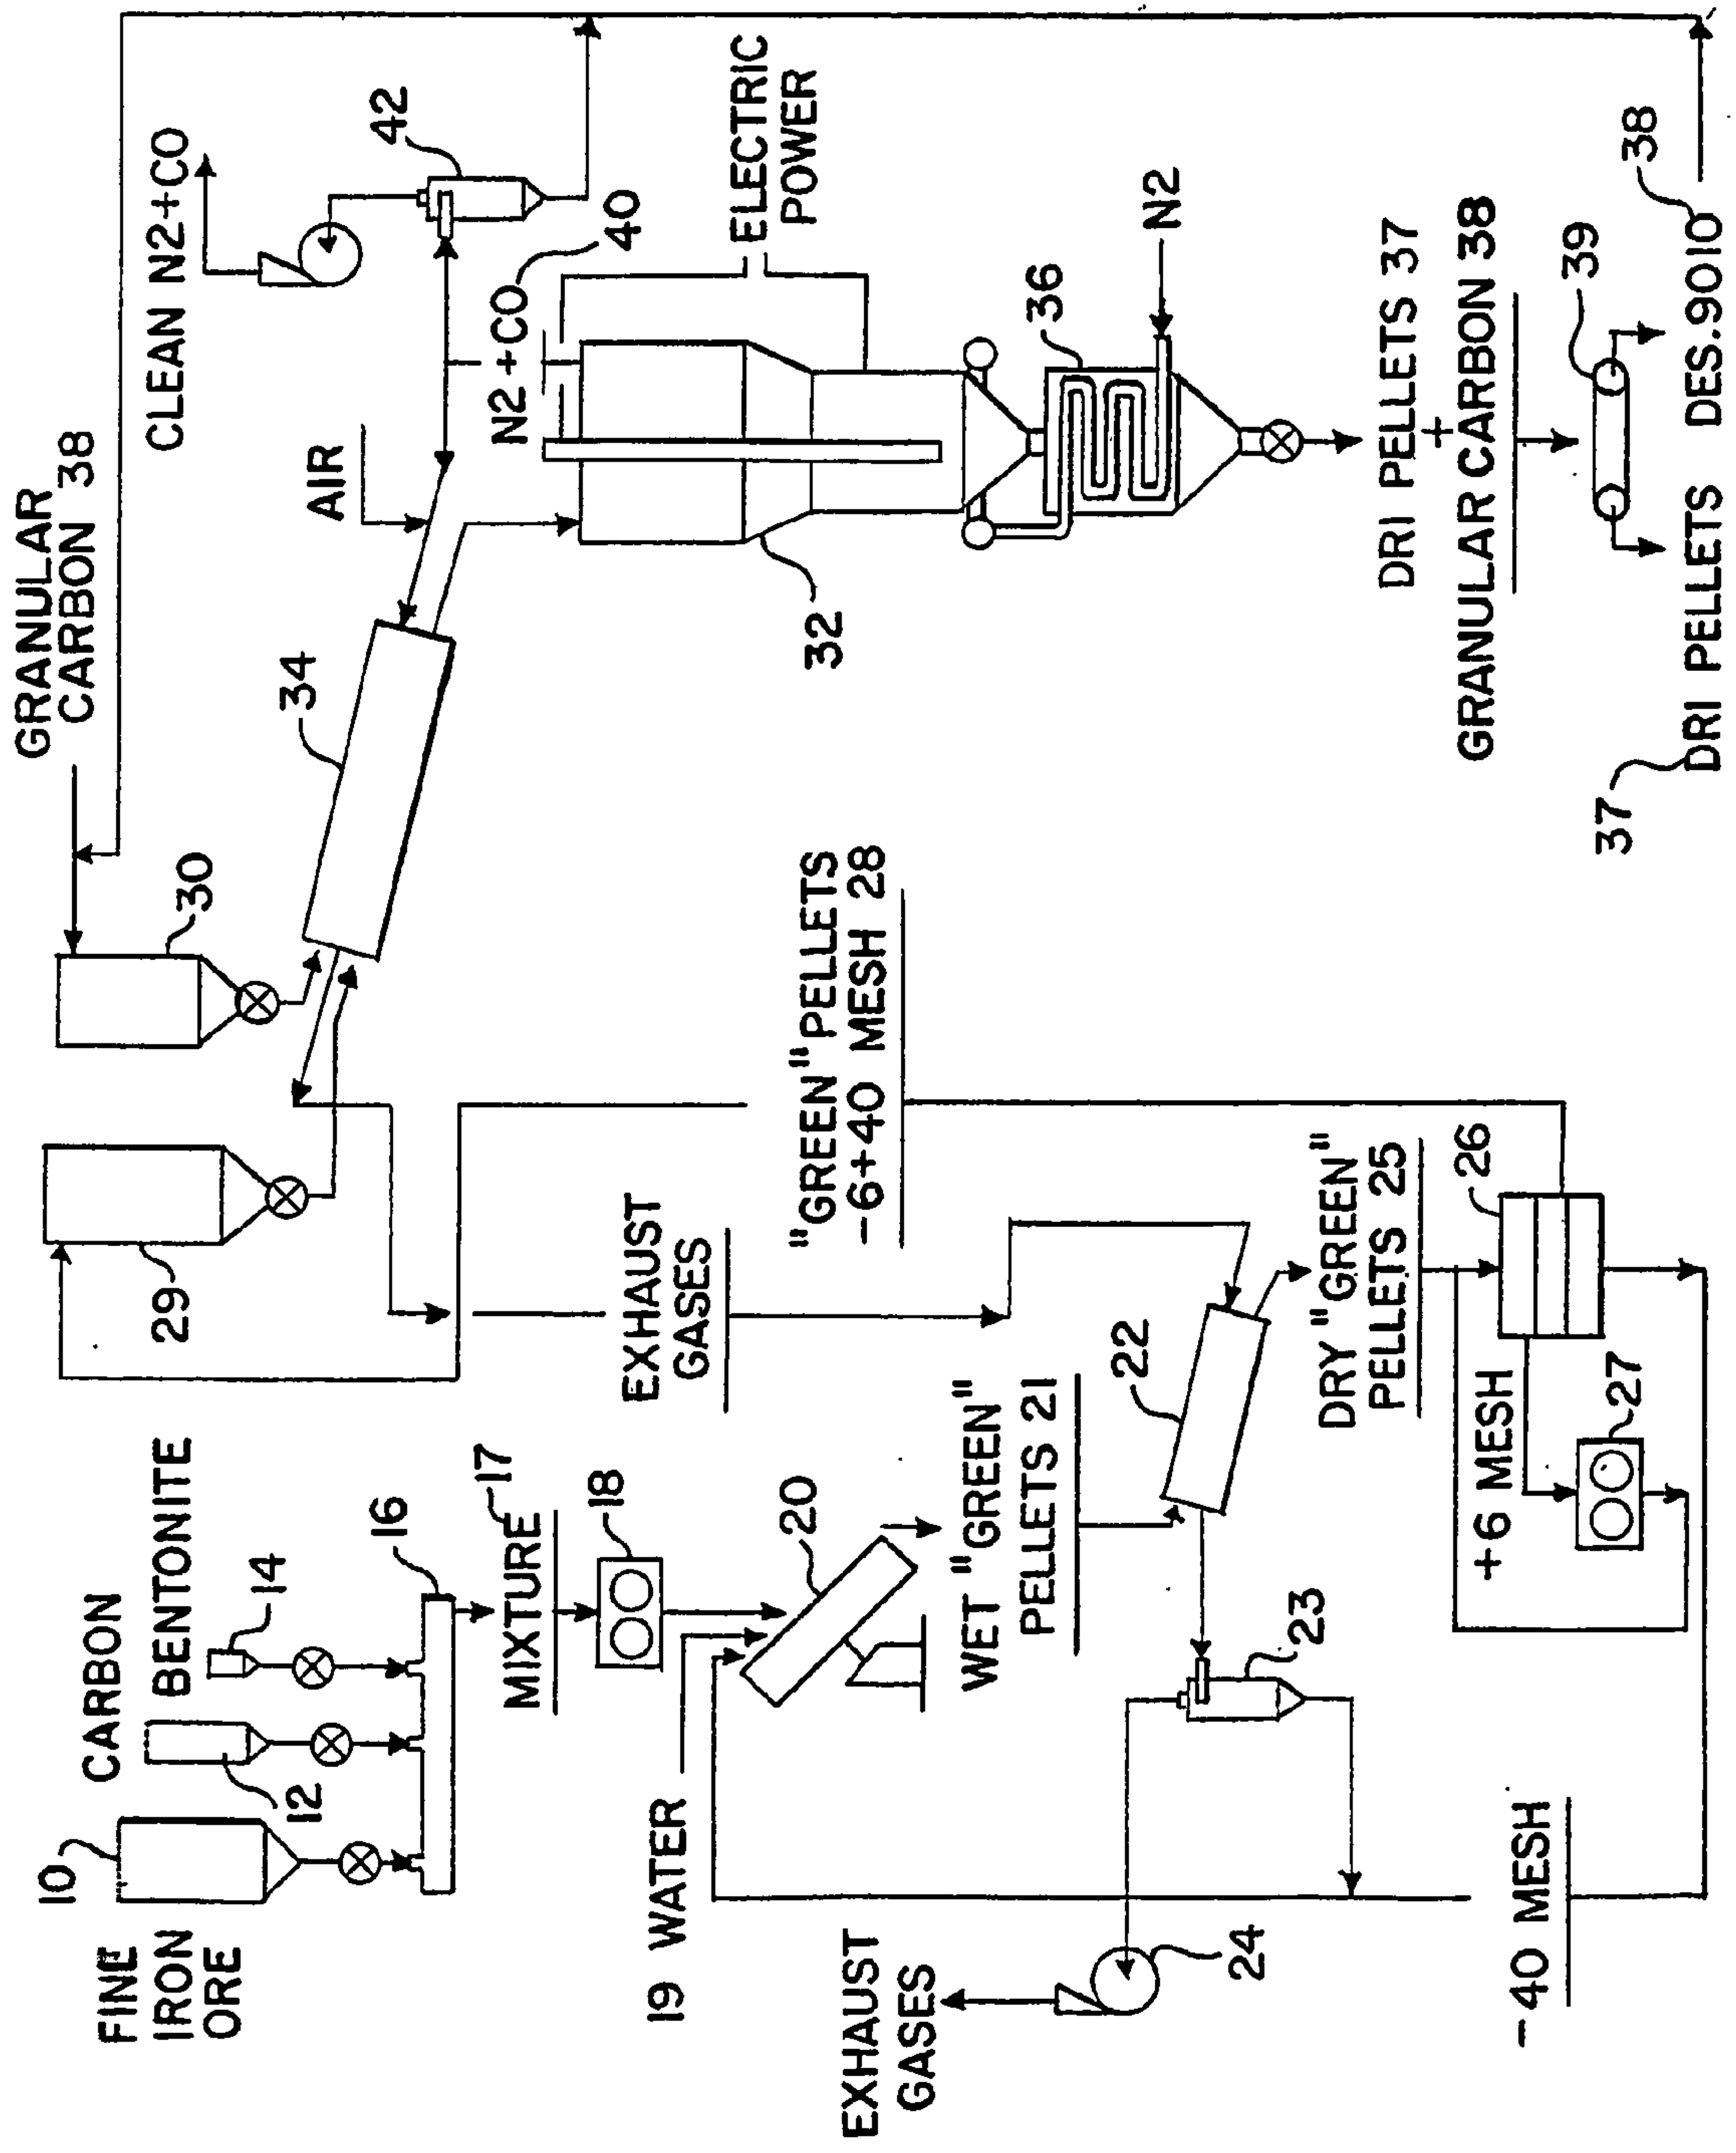 FINE
IRON
ORE
10
CARBON
12
BENTONITE
14
16
MIXTURE
17
18
19 WATER
20
WET "GREEN"
PELLETS 21
22
23
24
EXHAUST
GASES
DRY "GREEN"
PELLETS 25
26
+6 MESH
27
-40 MESH
"GREEN" PELLETS
-6+40 MESH 28
EXHAUST
GASES
29
30
GRANULAR
CARBON 38
34
AIR
CLEAN N2+CO
42
N2+CO
40
ELECTRIC
POWER
32
36
N2
DRI PELLETS 37
+
GRANULAR CARBON 38
39
37
DRI PELLETS DES.9010
38